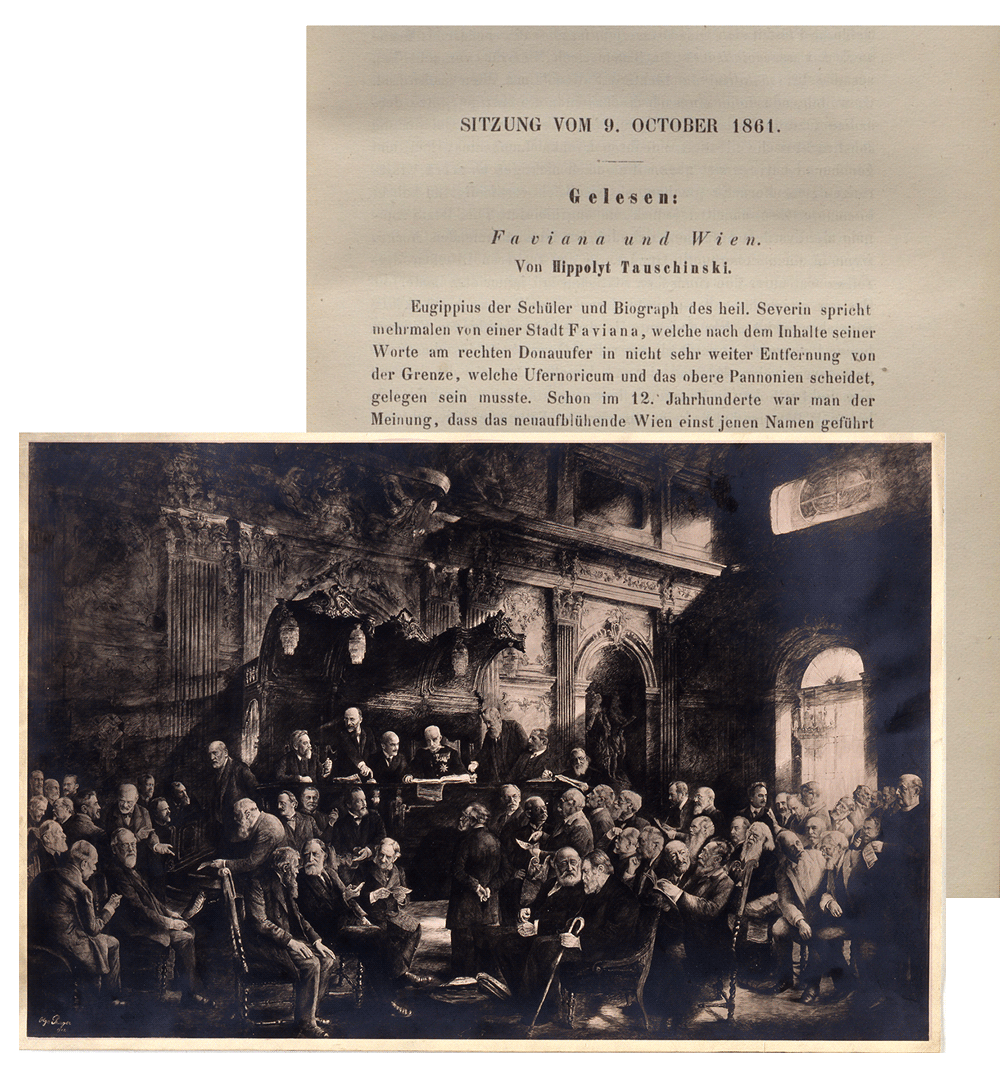 SITZUNG VOM 9. OCTOBER 1861.
Gelesen:
Faviana und Wien.
Von Hippolyt Tauschinski.
Eugippius der Schüler und Biograph des heil. Severin spricht
mehrmalen von einer Stadt Faviana, welche nach dem Inhalte seiner
Worte am rechten Donauufer in nicht sehr weiter Entfernung von
der Grenze, welche Ufernoricum und das obere Pannonien scheidet,
gelegen sein musste. Schon im 12. Jahrhunderte war man der
Meinung, dass das neuaufblühende Wien einst jenen Namen geführt